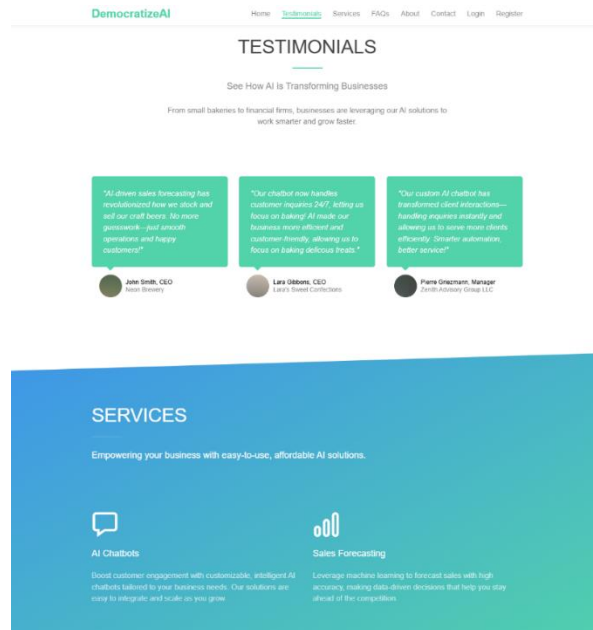 DemocratizeAI
Home Testimonials Services FAQs About Contact Login Register
TESTIMONIALS
See How AI is Transforming Businesses
From small bakeries to financial firms, businesses are leveraging our AI solutions to
work smarter and grow faster.
"AI-driven sales forecasting has
revolutionized how we stock and
sell our craft beers. No more
guesswork—just smooth
operations and happy
customers!"
John Smith, CEO
Neon Brewery
"Our chatbot now handles
customer inquiries 24/7, letting us
focus on baking! AI made our
business more efficient and
customer-friendly, allowing us to
focus on baking delicious treats."
Lara Gibbons, CEO
Lara's Sweet Confections
"Our custom AI chatbot has
transformed client interactions—
handling inquiries instantly and
allowing us to serve more clients
efficiently. Smarter automation,
better service!"
Pierre Griezmann, Manager
Zenith Advisory Group LLC
SERVICES
Empowering your business with easy-to-use, affordable AI solutions.
AI Chatbots
Boost customer engagement with customizable, intelligent AI
chatbots tailored to your business needs. Our solutions are
easy to integrate and scale as you grow.
Sales Forecasting
Leverage machine learning to forecast sales with high
accuracy, making data-driven decisions that help you stay
ahead of the competition.